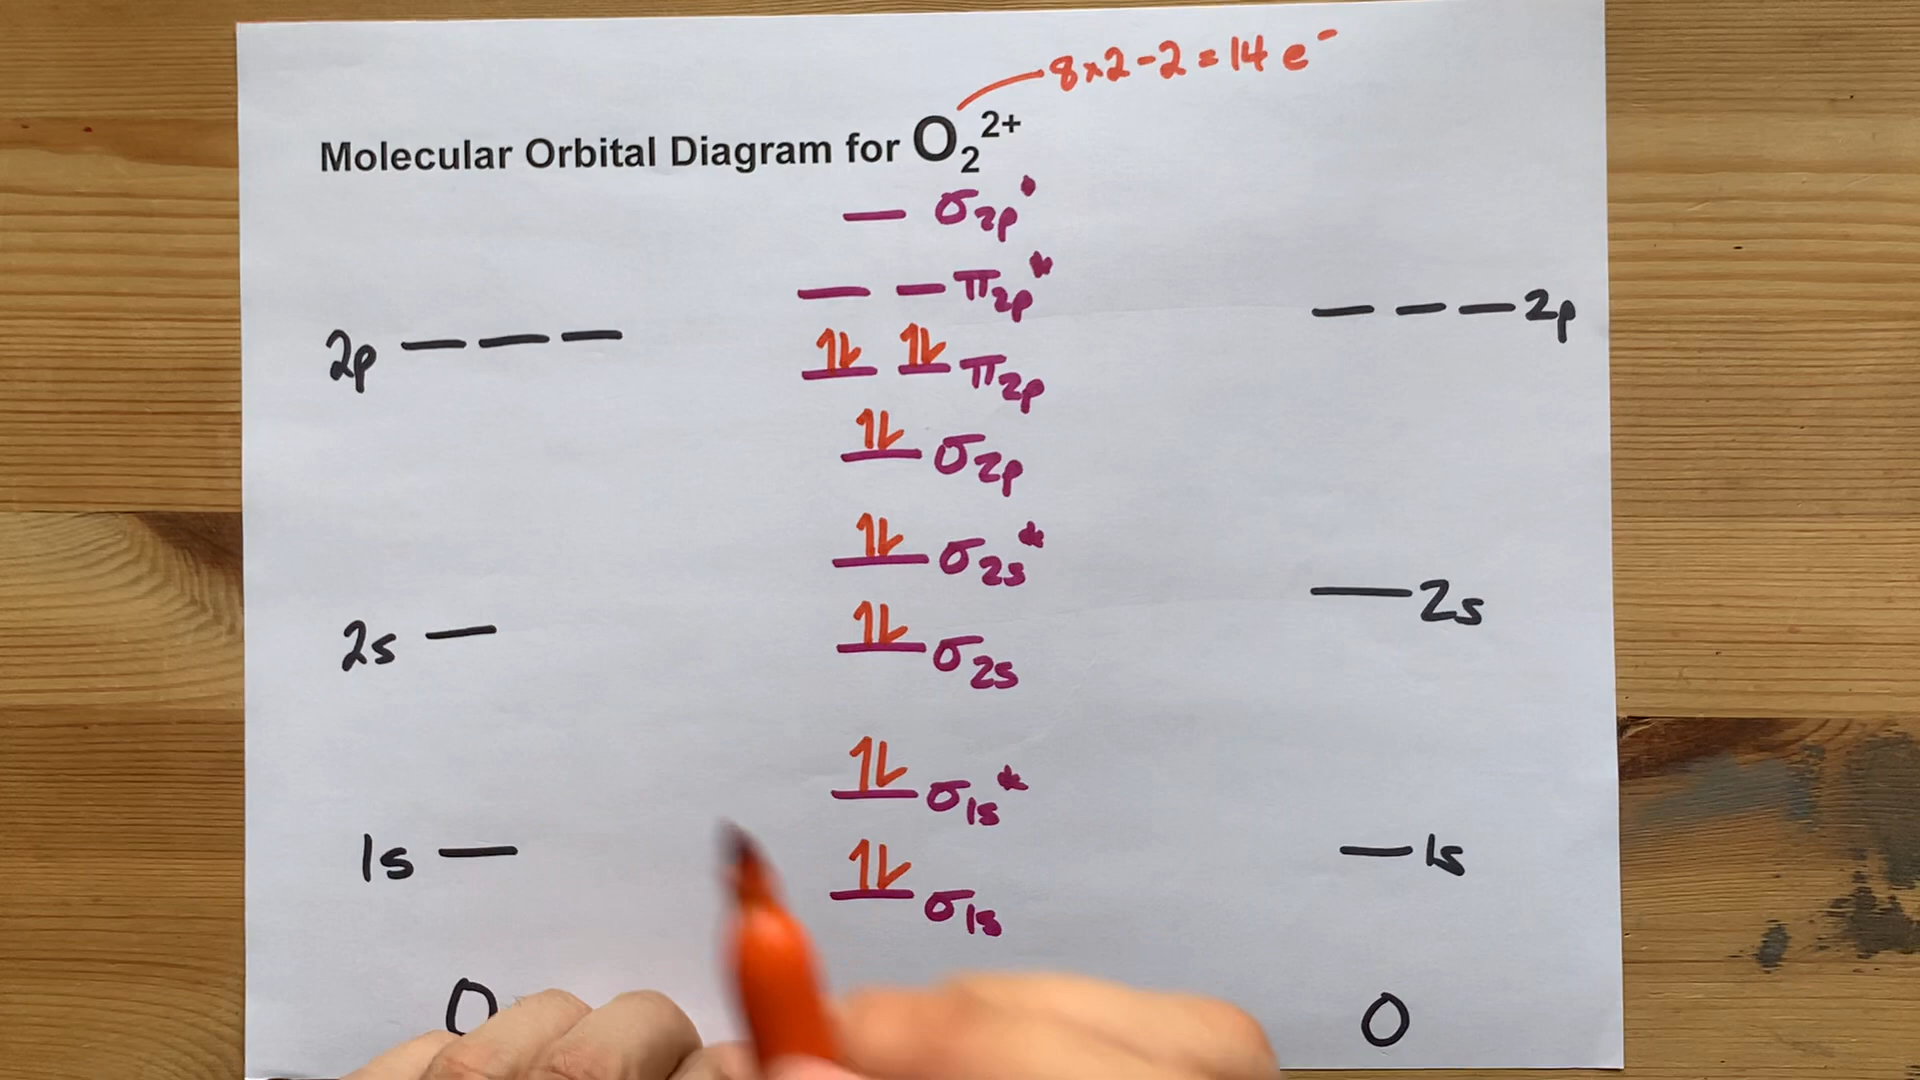 8×2-2=14 e⁻
Molecular Orbital Diagram for O₂²⁺
σ2p*
π2p*
2p
2p
π2p
σ2p
σ2s*
2s
2s
σ2s
σ1s*
1s
1s
σ1s
O
O